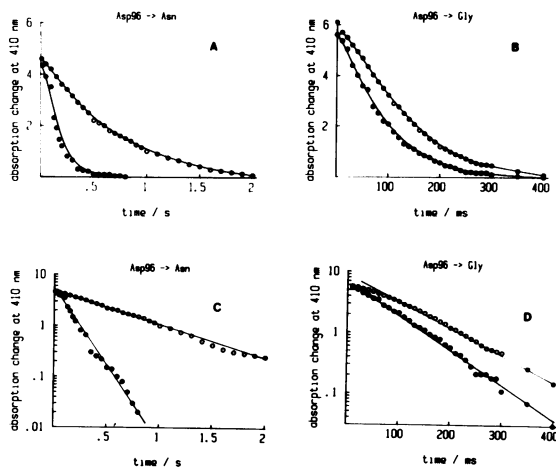 Asp96 -> Asn
absorption change at 410 nm
6
4
2
A
.5
1
1.5
2
time / s
Asp96 -> Gly
absorption change at 410 nm
6
4
2
B
100
200
300
400
time / ms
Asp96 -> Asn
absorption change at 410 nm
10
1
.1
.01
C
.5
1
1.5
2
time / s
Asp96 -> Gly
absorption change at 410 nm
10
1
.1
D
100
200
300
400
time / ms